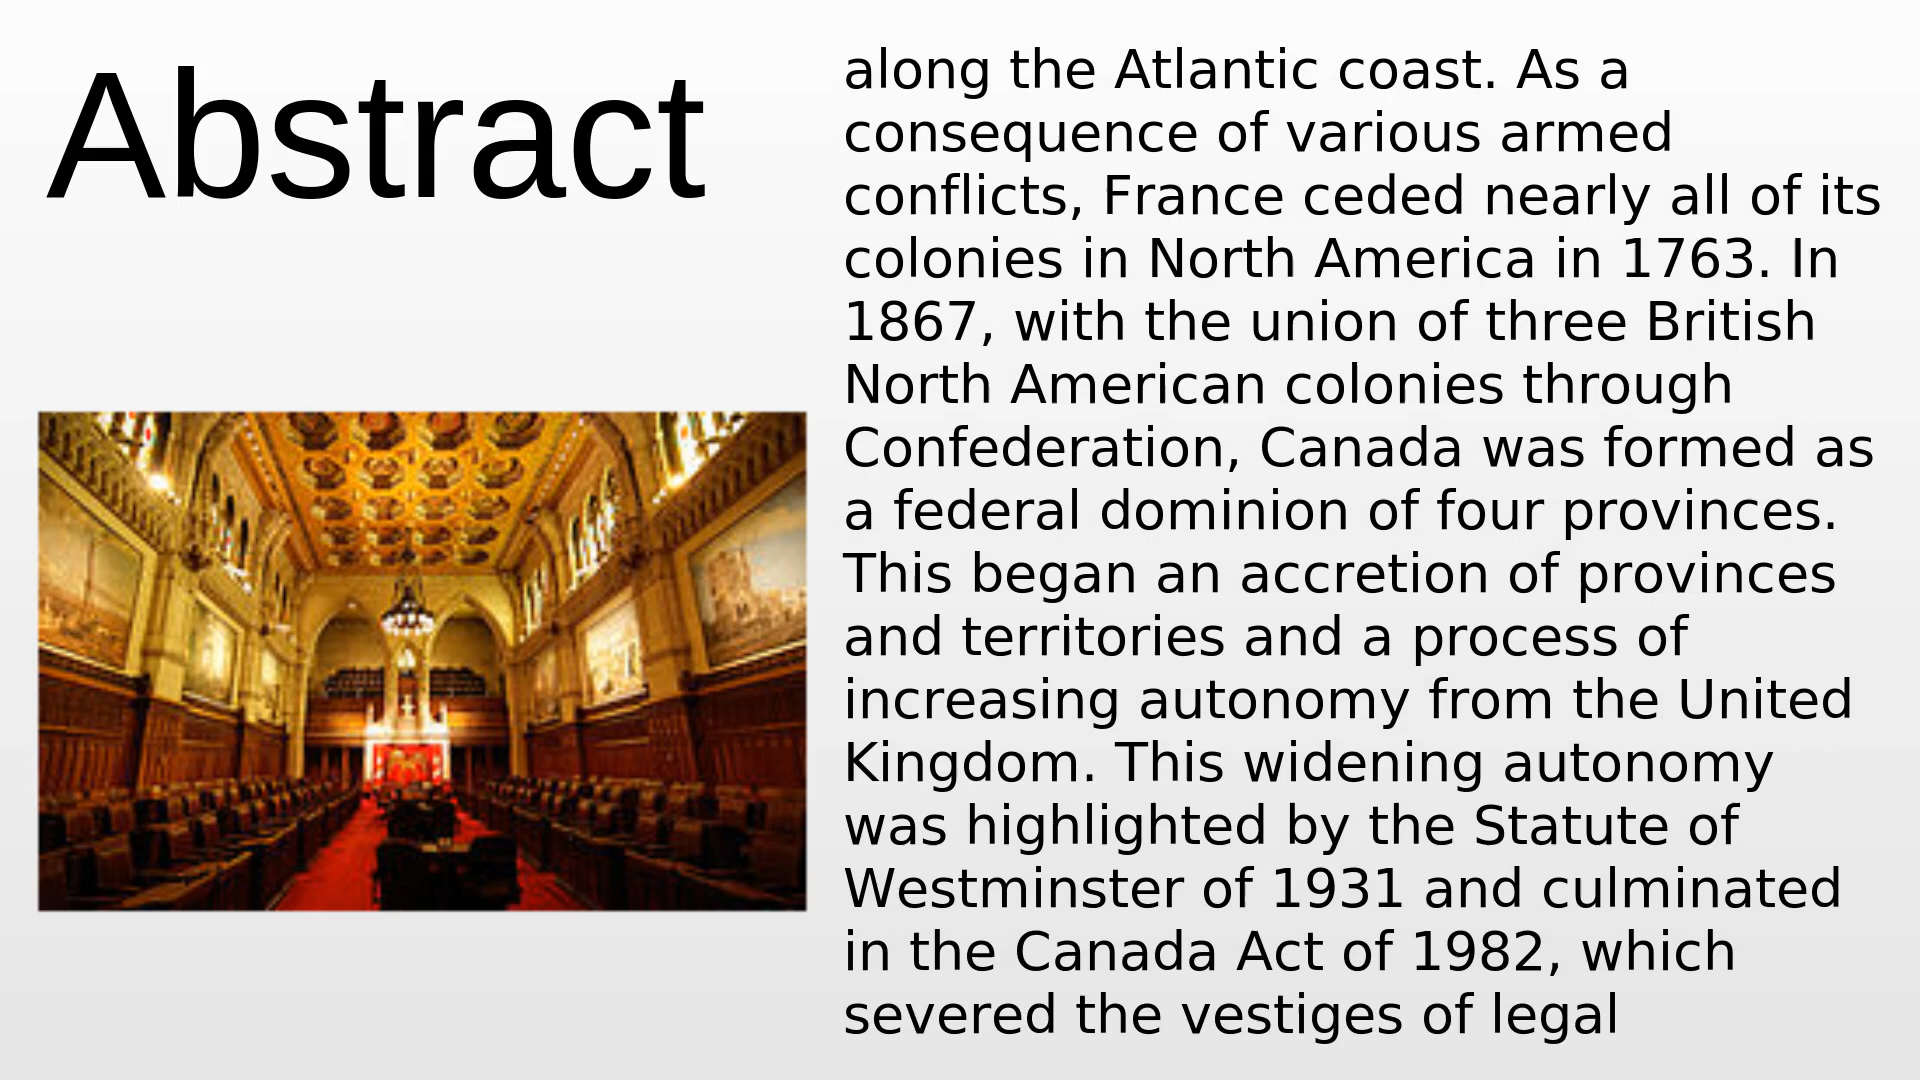 Abstract
along the Atlantic coast. As a
consequence of various armed
conflicts, France ceded nearly all of its
colonies in North America in 1763. In
1867, with the union of three British
North American colonies through
Confederation, Canada was formed as
a federal dominion of four provinces.
This began an accretion of provinces
and territories and a process of
increasing autonomy from the United
Kingdom. This widening autonomy
was highlighted by the Statute of
Westminster of 1931 and culminated
in the Canada Act of 1982, which
severed the vestiges of legal